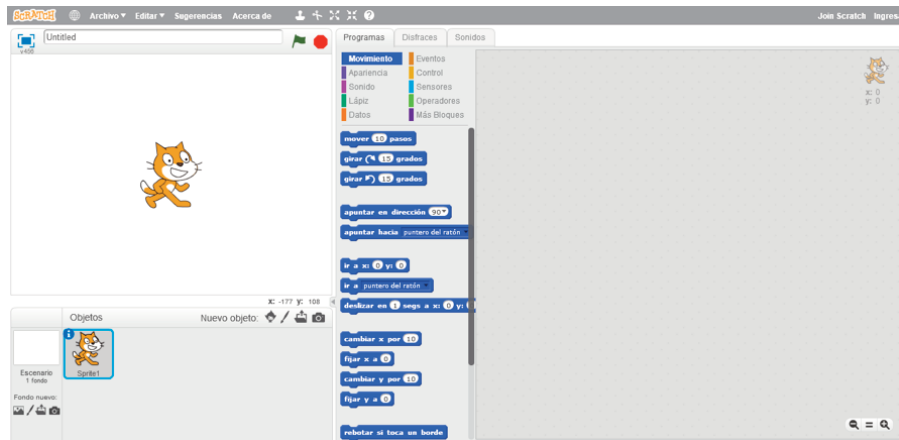 SCRATCH Archivo Editar Sugerencias Acerca de Join Scratch Ingres
Untitled
v456
Programas Disfraces Sonidos
Movimiento Eventos
Apariencia Control
Sonido Sensores
Lápiz Operadores
Datos Más Bloques
mover 10 pasos
girar 15 grados
girar 15 grados
apuntar en dirección 90
apuntar hacia puntero del ratón
ir a x: 0 y: 0
ir a puntero del ratón
deslizar en 1 segs a x: 0 y:
cambiar x por 10
fijar x a 0
cambiar y por 10
fijar y a 0
rebotar si toca un borde
x: 0
y: 0
X: -177 y: 108
Objetos Nuevo objeto:
Escenario
1 fondo
Sprite1
Fondo nuevo: